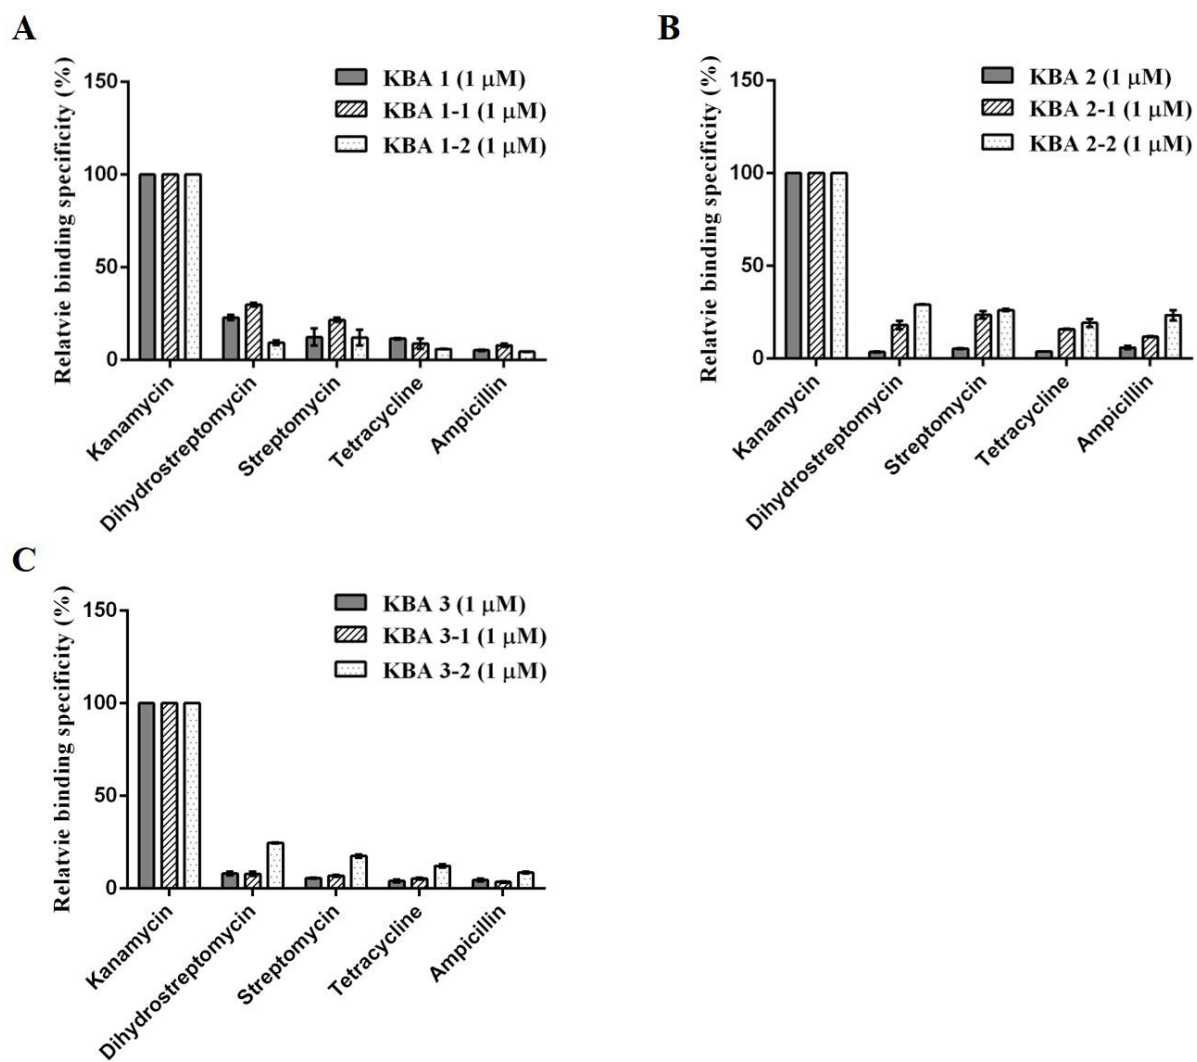 A
Relatvie binding specificity (%)
150
100
50
0
KBA 1 (1 μM)
KBA 1-1 (1 μM)
KBA 1-2 (1 μM)
Kanamycin
Dihydrostreptomycin
Streptomycin
Tetracycline
Ampicillin
B
Relatvie binding specificity (%)
150
100
50
0
KBA 2 (1 μM)
KBA 2-1 (1 μM)
KBA 2-2 (1 μM)
Kanamycin
Dihydrostreptomycin
Streptomycin
Tetracycline
Ampicillin
C
Relatvie binding specificity (%)
150
100
50
0
KBA 3 (1 μM)
KBA 3-1 (1 μM)
KBA 3-2 (1 μM)
Kanamycin
Dihydrostreptomycin
Streptomycin
Tetracycline
Ampicillin